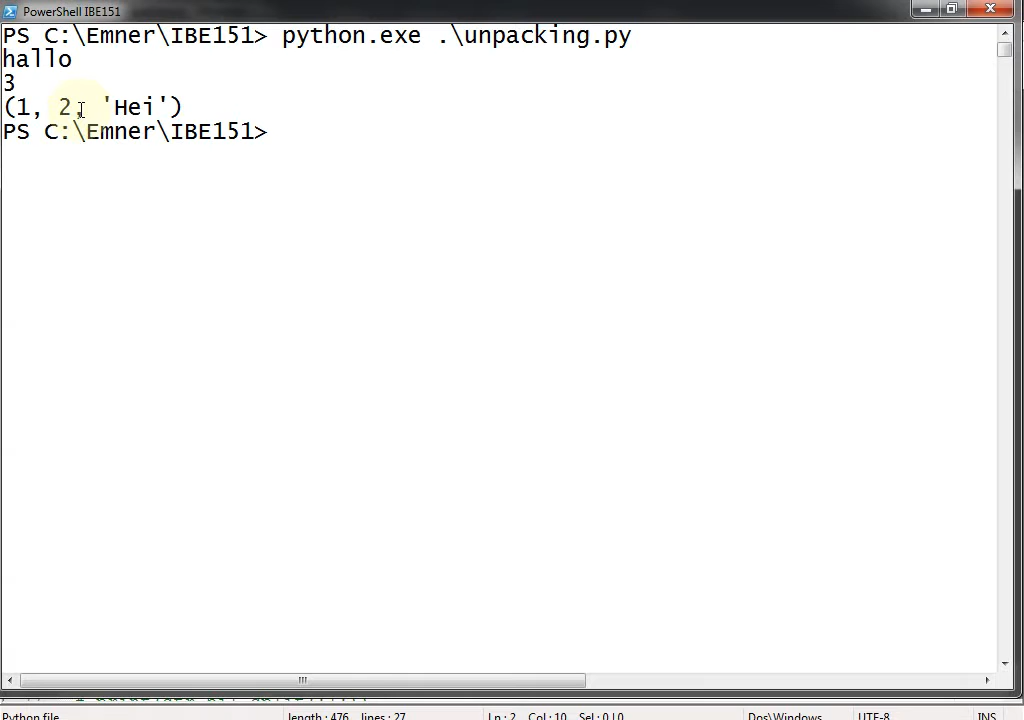 PowerShell IBE151
PS C:\Emner\IBE151> python.exe .\unpacking.py
hallo
3
(1, 2, 'Hei')
PS C:\Emner\IBE151>
Python file length : 476 lines : 27 Ln : 2 Col : 10 Sel : 0 | 0 Dos\Windows UTF-8 INS